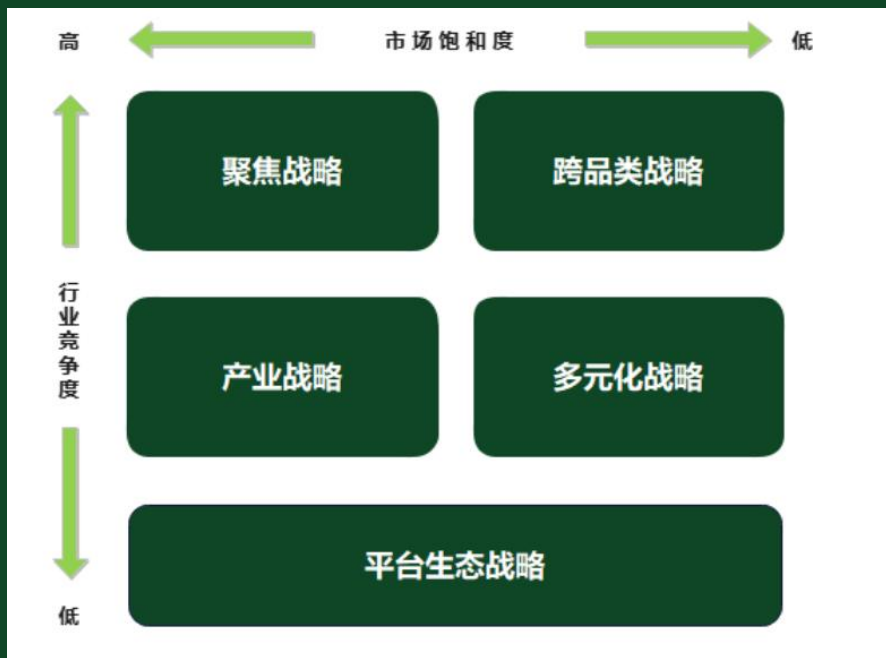 高 市场饱和度 低
聚焦战略 跨品类战略
行业竞争度
产业战略 多元化战略
平台生态战略
低